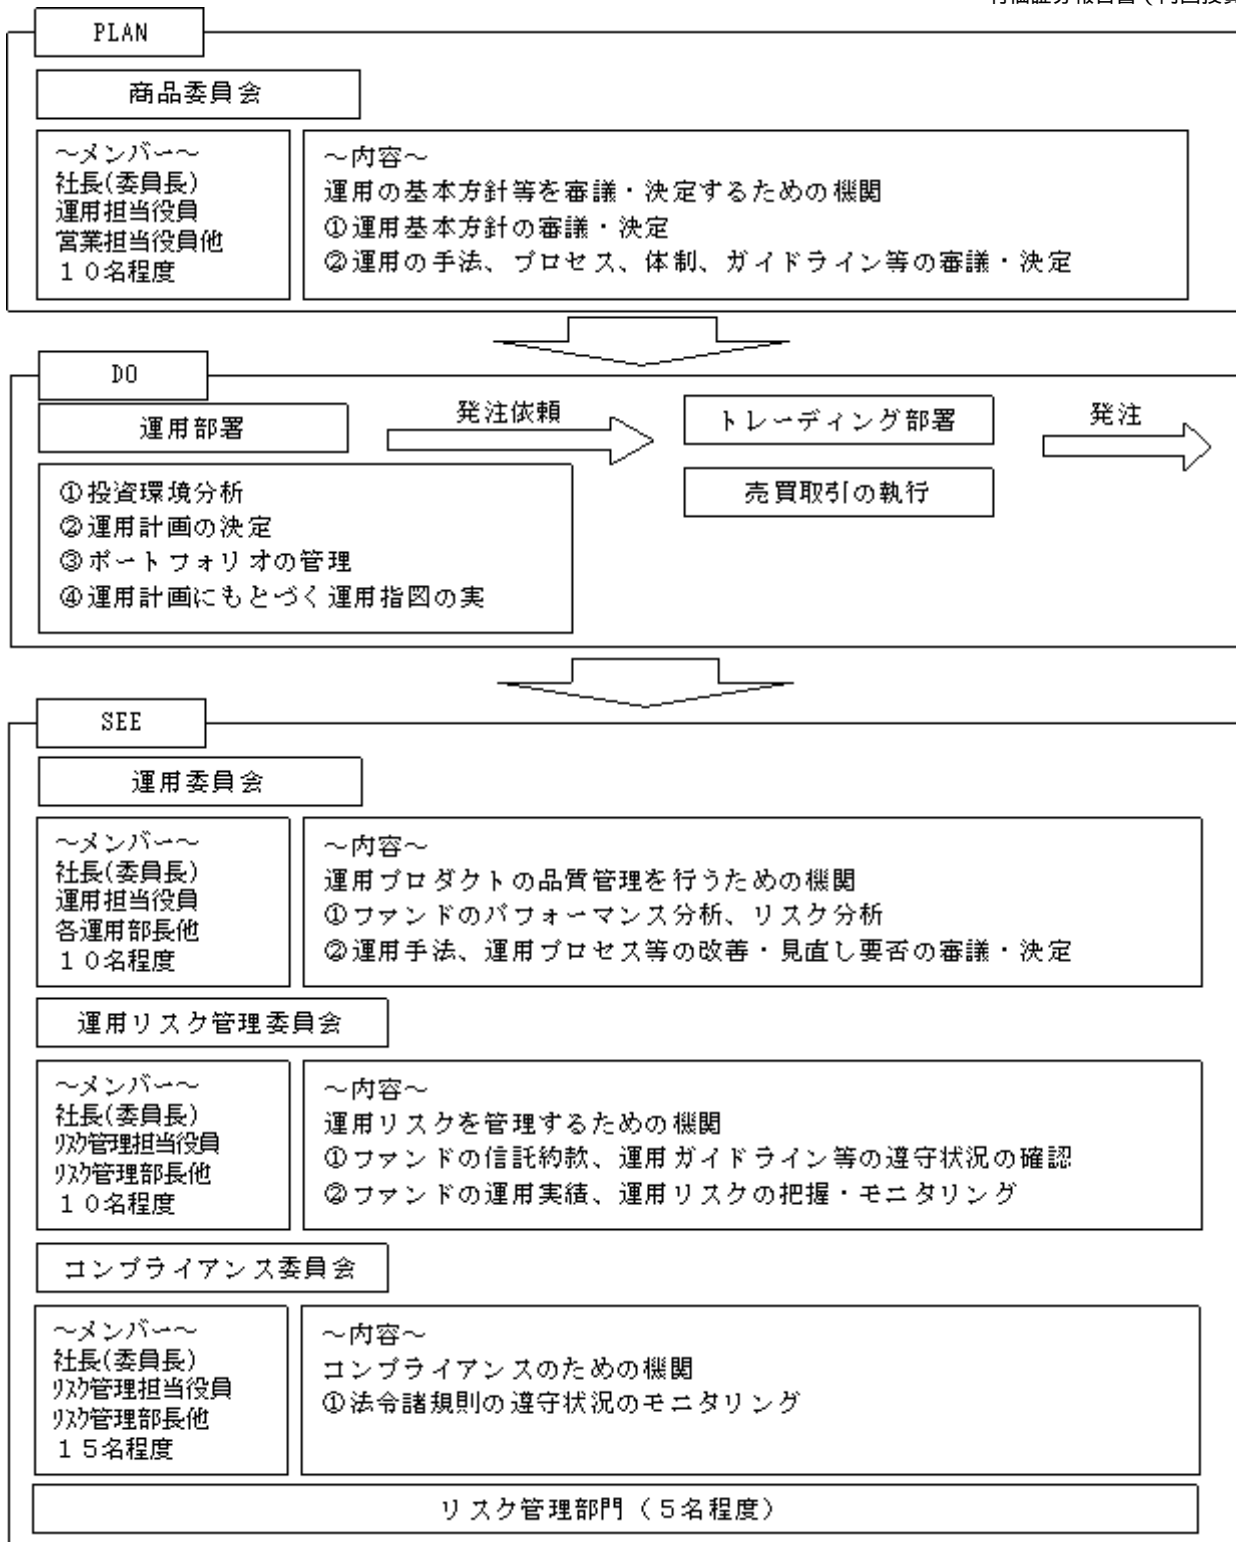 PLAN
商品委員会
～メンバー～
社長(委員長)
運用担当役員
営業担当役員他
１０名程度
～内容～
運用の基本方針等を審議・決定するための機関
①運用基本方針の審議・決定
②運用の手法、プロセス、体制、ガイドライン等の審議・決定
DO
運用部署
発注依頼
トレーディング部署
発注
売買取引の執行
①投資環境分析
②運用計画の決定
③ポートフォリオの管理
④運用計画にもとづく運用指図の実
SEE
運用委員会
～メンバー～
社長(委員長)
運用担当役員
各運用部長他
１０名程度
～内容～
運用プロダクトの品質管理を行うための機関
①ファンドのパフォーマンス分析、リスク分析
②運用手法、運用プロセス等の改善・見直し要否の審議・決定
運用リスク管理委員会
～メンバー～
社長(委員長)
ﾘｽｸ管理担当役員
ﾘｽｸ管理部長他
１０名程度
～内容～
運用リスクを管理するための機関
①ファンドの信託約款、運用ガイドライン等の遵守状況の確認
②ファンドの運用実績、運用リスクの把握・モニタリング
コンプライアンス委員会
～メンバー～
社長(委員長)
ﾘｽｸ管理担当役員
ﾘｽｸ管理部長他
１５名程度
～内容～
コンプライアンスのための機関
①法令諸規則の遵守状況のモニタリング
リスク管理部門（５名程度）